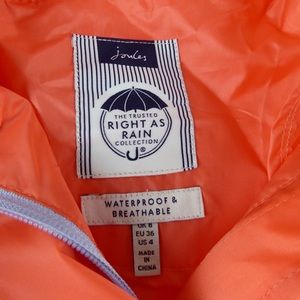 Joules
THE TRUSTED
RIGHT AS
RAIN
COLLECTION
J®
WATERPROOF &
BREATHABLE
UK 8
EU 36
US 4
MADE
IN
CHINA